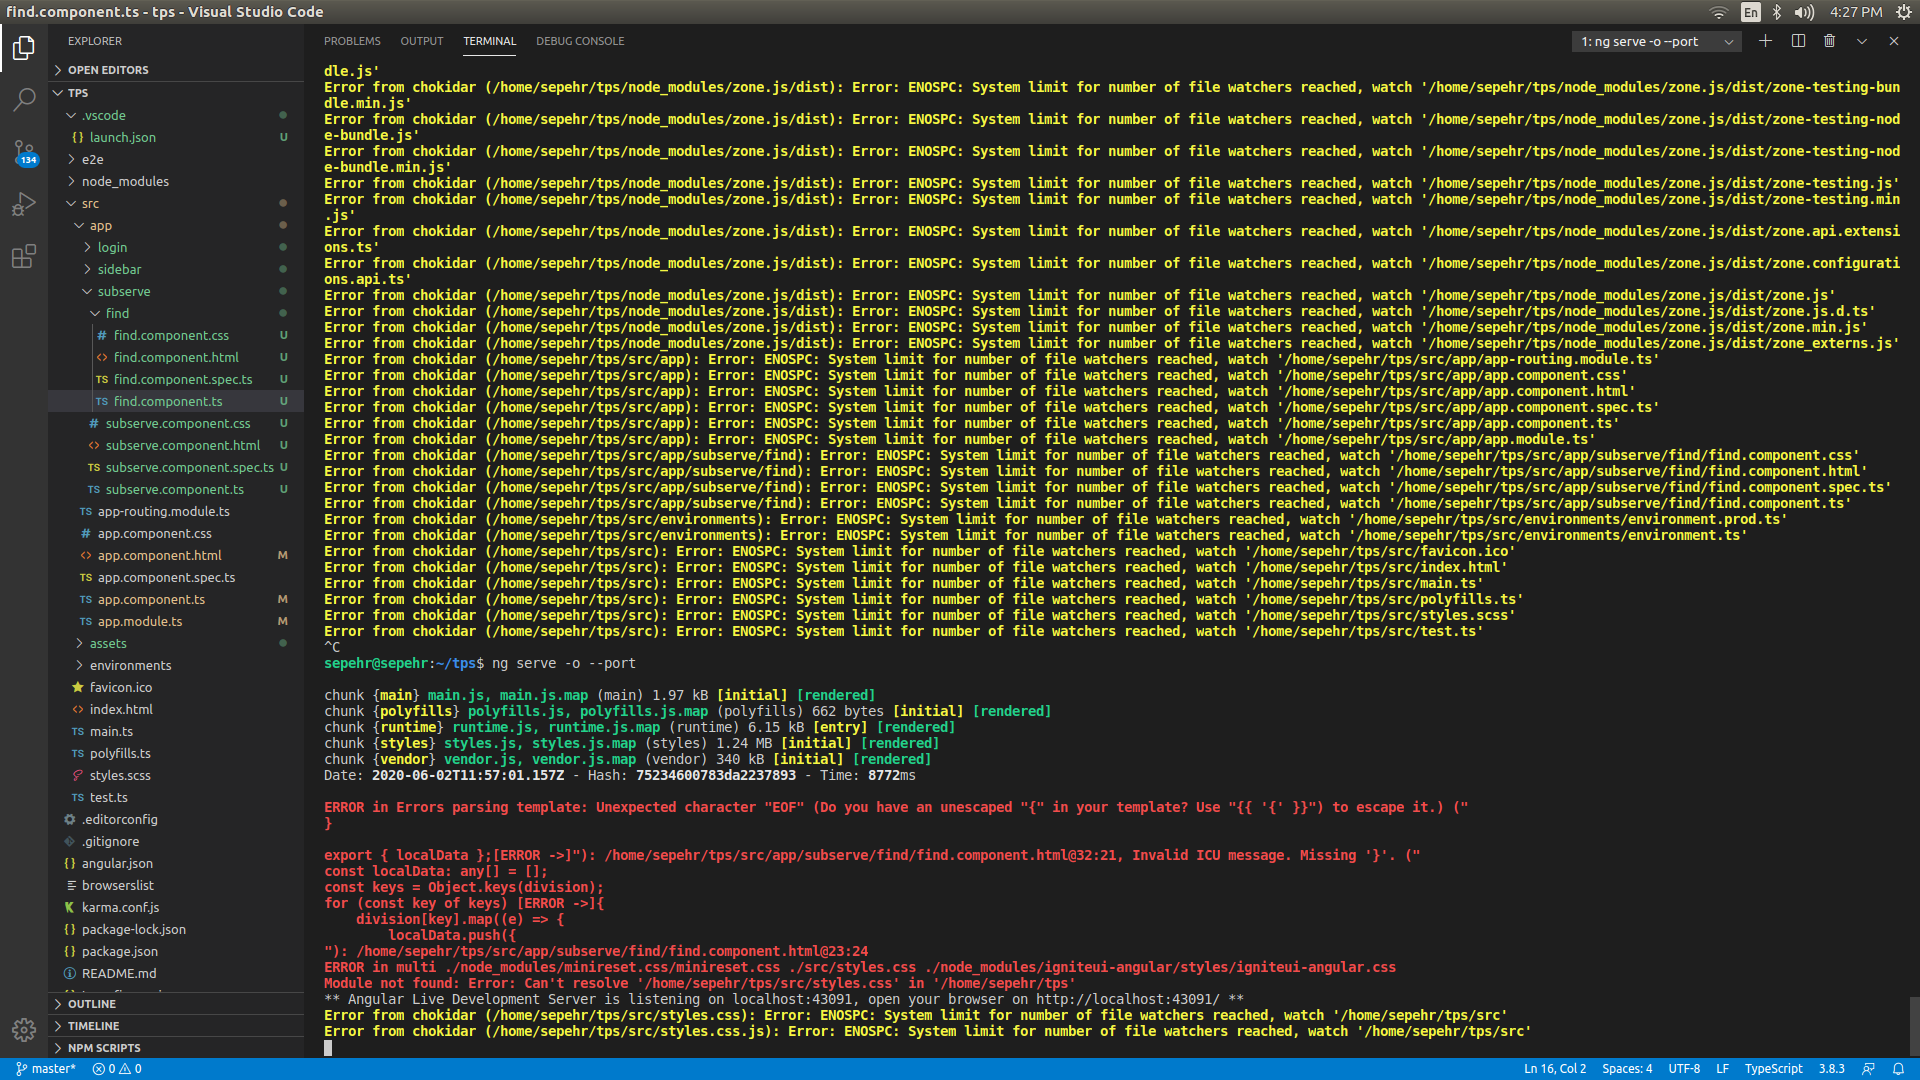 find.component.ts - tps - Visual Studio Code
En
4:27 PM
EXPLORER
OPEN EDITORS
TPS
.vscode
launch.json U
e2e
node_modules
src
app
login
sidebar
subserve
find
find.component.css U
find.component.html U
find.component.spec.ts U
find.component.ts U
subserve.component.css U
subserve.component.html U
subserve.component.spec.ts U
subserve.component.ts U
app-routing.module.ts
app.component.css
app.component.html M
app.component.spec.ts
app.component.ts M
app.module.ts M
assets
environments
favicon.ico
index.html
main.ts
polyfills.ts
styles.scss
test.ts
.editorconfig
.gitignore
angular.json
browserslist
karma.conf.js
package-lock.json
package.json
README.md
OUTLINE
TIMELINE
NPM SCRIPTS
134
PROBLEMS OUTPUT TERMINAL DEBUG CONSOLE
1: ng serve -o --port
dle.js'
Error from chokidar (/home/sepehr/tps/node_modules/zone.js/dist): Error: ENOSPC: System limit for number of file watchers reached, watch '/home/sepehr/tps/node_modules/zone.js/dist/zone-testing-bun
dle.min.js'
Error from chokidar (/home/sepehr/tps/node_modules/zone.js/dist): Error: ENOSPC: System limit for number of file watchers reached, watch '/home/sepehr/tps/node_modules/zone.js/dist/zone-testing-nod
e-bundle.js'
Error from chokidar (/home/sepehr/tps/node_modules/zone.js/dist): Error: ENOSPC: System limit for number of file watchers reached, watch '/home/sepehr/tps/node_modules/zone.js/dist/zone-testing-nod
e-bundle.min.js'
Error from chokidar (/home/sepehr/tps/node_modules/zone.js/dist): Error: ENOSPC: System limit for number of file watchers reached, watch '/home/sepehr/tps/node_modules/zone.js/dist/zone-testing.js'
Error from chokidar (/home/sepehr/tps/node_modules/zone.js/dist): Error: ENOSPC: System limit for number of file watchers reached, watch '/home/sepehr/tps/node_modules/zone.js/dist/zone-testing.min
.js'
Error from chokidar (/home/sepehr/tps/node_modules/zone.js/dist): Error: ENOSPC: System limit for number of file watchers reached, watch '/home/sepehr/tps/node_modules/zone.js/dist/zone.api.extensi
ons.ts'
Error from chokidar (/home/sepehr/tps/node_modules/zone.js/dist): Error: ENOSPC: System limit for number of file watchers reached, watch '/home/sepehr/tps/node_modules/zone.js/dist/zone.configurati
ons.api.ts'
Error from chokidar (/home/sepehr/tps/node_modules/zone.js/dist): Error: ENOSPC: System limit for number of file watchers reached, watch '/home/sepehr/tps/node_modules/zone.js/dist/zone.js'
Error from chokidar (/home/sepehr/tps/node_modules/zone.js/dist): Error: ENOSPC: System limit for number of file watchers reached, watch '/home/sepehr/tps/node_modules/zone.js/dist/zone.js.d.ts'
Error from chokidar (/home/sepehr/tps/node_modules/zone.js/dist): Error: ENOSPC: System limit for number of file watchers reached, watch '/home/sepehr/tps/node_modules/zone.js/dist/zone.min.js'
Error from chokidar (/home/sepehr/tps/node_modules/zone.js/dist): Error: ENOSPC: System limit for number of file watchers reached, watch '/home/sepehr/tps/node_modules/zone.js/dist/zone_externs.js'
Error from chokidar (/home/sepehr/tps/src/app): Error: ENOSPC: System limit for number of file watchers reached, watch '/home/sepehr/tps/src/app/app-routing.module.ts'
Error from chokidar (/home/sepehr/tps/src/app): Error: ENOSPC: System limit for number of file watchers reached, watch '/home/sepehr/tps/src/app/app.component.css'
Error from chokidar (/home/sepehr/tps/src/app): Error: ENOSPC: System limit for number of file watchers reached, watch '/home/sepehr/tps/src/app/app.component.html'
Error from chokidar (/home/sepehr/tps/src/app): Error: ENOSPC: System limit for number of file watchers reached, watch '/home/sepehr/tps/src/app/app.component.spec.ts'
Error from chokidar (/home/sepehr/tps/src/app): Error: ENOSPC: System limit for number of file watchers reached, watch '/home/sepehr/tps/src/app/app.component.ts'
Error from chokidar (/home/sepehr/tps/src/app): Error: ENOSPC: System limit for number of file watchers reached, watch '/home/sepehr/tps/src/app/app.module.ts'
Error from chokidar (/home/sepehr/tps/src/app/subserve/find): Error: ENOSPC: System limit for number of file watchers reached, watch '/home/sepehr/tps/src/app/subserve/find/find.component.css'
Error from chokidar (/home/sepehr/tps/src/app/subserve/find): Error: ENOSPC: System limit for number of file watchers reached, watch '/home/sepehr/tps/src/app/subserve/find/find.component.html'
Error from chokidar (/home/sepehr/tps/src/app/subserve/find): Error: ENOSPC: System limit for number of file watchers reached, watch '/home/sepehr/tps/src/app/subserve/find/find.component.spec.ts'
Error from chokidar (/home/sepehr/tps/src/app/subserve/find): Error: ENOSPC: System limit for number of file watchers reached, watch '/home/sepehr/tps/src/app/subserve/find/find.component.ts'
Error from chokidar (/home/sepehr/tps/src/environments): Error: ENOSPC: System limit for number of file watchers reached, watch '/home/sepehr/tps/src/environments/environment.prod.ts'
Error from chokidar (/home/sepehr/tps/src/environments): Error: ENOSPC: System limit for number of file watchers reached, watch '/home/sepehr/tps/src/environments/environment.ts'
Error from chokidar (/home/sepehr/tps/src): Error: ENOSPC: System limit for number of file watchers reached, watch '/home/sepehr/tps/src/favicon.ico'
Error from chokidar (/home/sepehr/tps/src): Error: ENOSPC: System limit for number of file watchers reached, watch '/home/sepehr/tps/src/index.html'
Error from chokidar (/home/sepehr/tps/src): Error: ENOSPC: System limit for number of file watchers reached, watch '/home/sepehr/tps/src/main.ts'
Error from chokidar (/home/sepehr/tps/src): Error: ENOSPC: System limit for number of file watchers reached, watch '/home/sepehr/tps/src/polyfills.ts'
Error from chokidar (/home/sepehr/tps/src): Error: ENOSPC: System limit for number of file watchers reached, watch '/home/sepehr/tps/src/styles.scss'
Error from chokidar (/home/sepehr/tps/src): Error: ENOSPC: System limit for number of file watchers reached, watch '/home/sepehr/tps/src/test.ts'
^C
sepehr@sepehr:~/tps$ ng serve -o --port
chunk {main} main.js, main.js.map (main) 1.97 kB [initial] [rendered]
chunk {polyfills} polyfills.js, polyfills.js.map (polyfills) 662 bytes [initial] [rendered]
chunk {runtime} runtime.js, runtime.js.map (runtime) 6.15 kB [entry] [rendered]
chunk {styles} styles.js, styles.js.map (styles) 1.24 MB [initial] [rendered]
chunk {vendor} vendor.js, vendor.js.map (vendor) 340 kB [initial] [rendered]
Date: 2020-06-02T11:57:01.157Z - Hash: 75234600783da2237893 - Time: 8772ms
ERROR in Errors parsing template: Unexpected character "EOF" (Do you have an unescaped "{" in your template? Use "{{ '{' }}") to escape it.) ("
}
export { localData };[ERROR ->]"): /home/sepehr/tps/src/app/subserve/find/find.component.html@32:21, Invalid ICU message. Missing '}'. ("
const localData: any[] = [];
const keys = Object.keys(division);
for (const key of keys) [ERROR ->]{
division[key].map((e) => {
localData.push({
"): /home/sepehr/tps/src/app/subserve/find/find.component.html@23:24
ERROR in multi ./node_modules/minireset.css/minireset.css ./src/styles.css ./node_modules/igniteui-angular/styles/igniteui-angular.css
Module not found: Error: Can't resolve '/home/sepehr/tps/src/styles.css' in '/home/sepehr/tps'
** Angular Live Development Server is listening on localhost:43091, open your browser on http://localhost:43091/ **
Error from chokidar (/home/sepehr/tps/src/styles.css): Error: ENOSPC: System limit for number of file watchers reached, watch '/home/sepehr/tps/src'
Error from chokidar (/home/sepehr/tps/src/styles.css.js): Error: ENOSPC: System limit for number of file watchers reached, watch '/home/sepehr/tps/src'
master* 0 0
Ln 16, Col 2 Spaces: 4 UTF-8 LF TypeScript 3.8.3